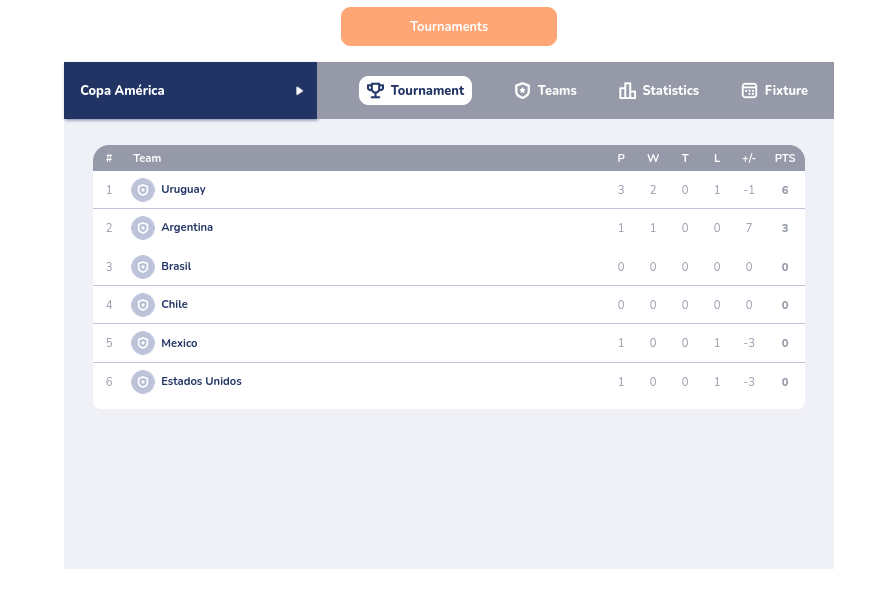 Tournaments
Copa América Tournament Teams Statistics Fixture
# Team P W T L +/- PTS
1 Uruguay 3 2 0 1 -1 6
2 Argentina 1 1 0 0 7 3
3 Brasil 0 0 0 0 0 0
4 Chile 0 0 0 0 0 0
5 Mexico 1 0 0 1 -3 0
6 Estados Unidos 1 0 0 1 -3 0